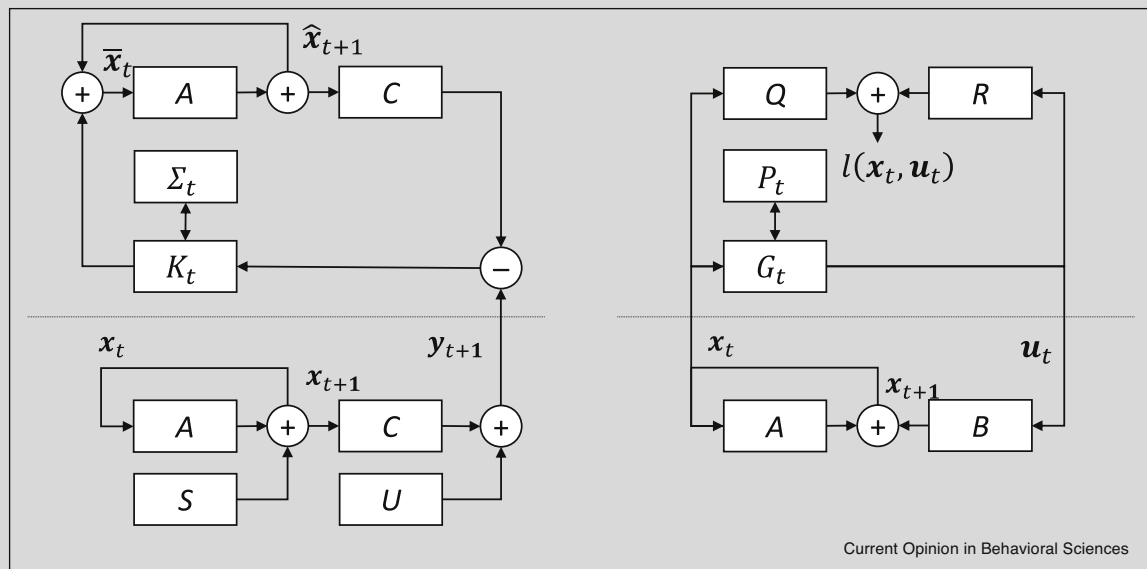 x̂ₜ₊₁
x̄ₜ
+ A + C
Σₜ
Kₜ −
xₜ yₜ₊₁
xₜ₊₁
A + C +
S U
Q + R
l(xₜ, uₜ)
Pₜ
Gₜ
xₜ uₜ
xₜ₊₁
A + B
Current Opinion in Behavioral Sciences